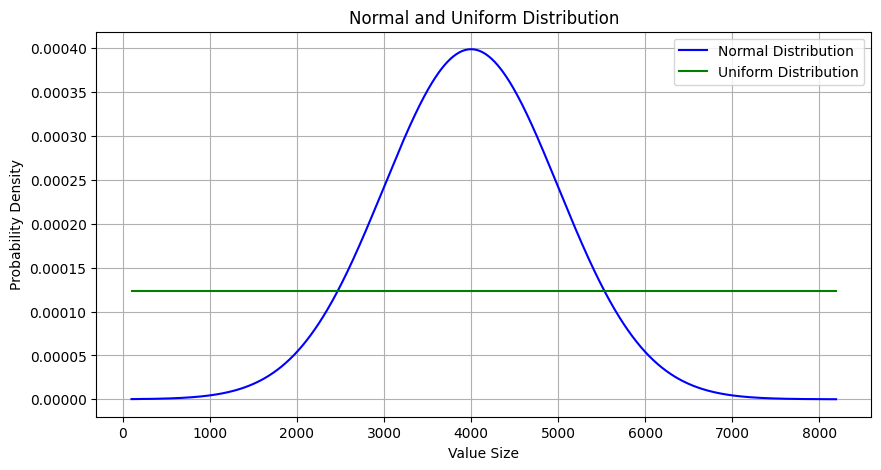 Normal and Uniform Distribution
Normal Distribution
Uniform Distribution
0.00040
0.00035
0.00030
0.00025
0.00020
0.00015
0.00010
0.00005
0.00000
Probability Density
0 1000 2000 3000 4000 5000 6000 7000 8000
Value Size